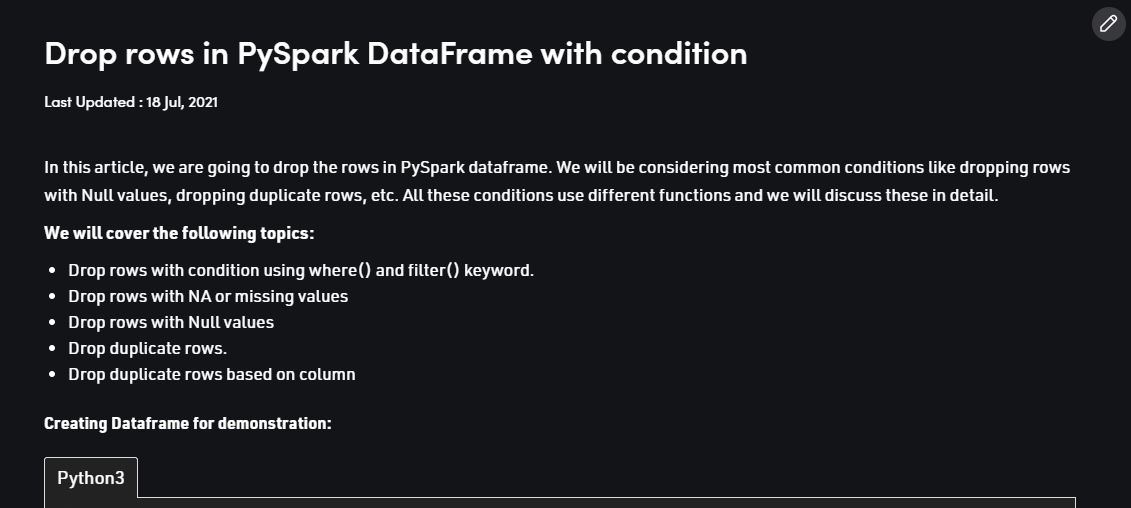 Drop rows in PySpark DataFrame with condition
Last Updated : 18 Jul, 2021
In this article, we are going to drop the rows in PySpark dataframe. We will be considering most common conditions like dropping rows
with Null values, dropping duplicate rows, etc. All these conditions use different functions and we will discuss these in detail.
We will cover the following topics:
• Drop rows with condition using where() and filter() keyword.
• Drop rows with NA or missing values
• Drop rows with Null values
• Drop duplicate rows.
• Drop duplicate rows based on column
Creating Dataframe for demonstration:
Python3